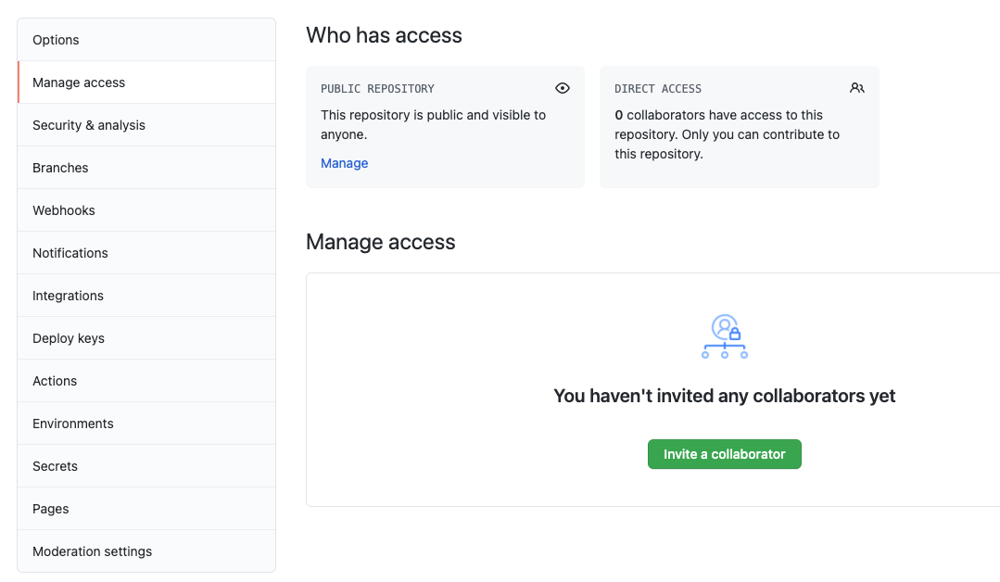 Options
Manage access
Security & analysis
Branches
Webhooks
Notifications
Integrations
Deploy keys
Actions
Environments
Secrets
Pages
Moderation settings
Who has access
PUBLIC REPOSITORY
This repository is public and visible to
anyone.
Manage
DIRECT ACCESS
0 collaborators have access to this
repository. Only you can contribute to
this repository.
Manage access
You haven't invited any collaborators yet
Invite a collaborator